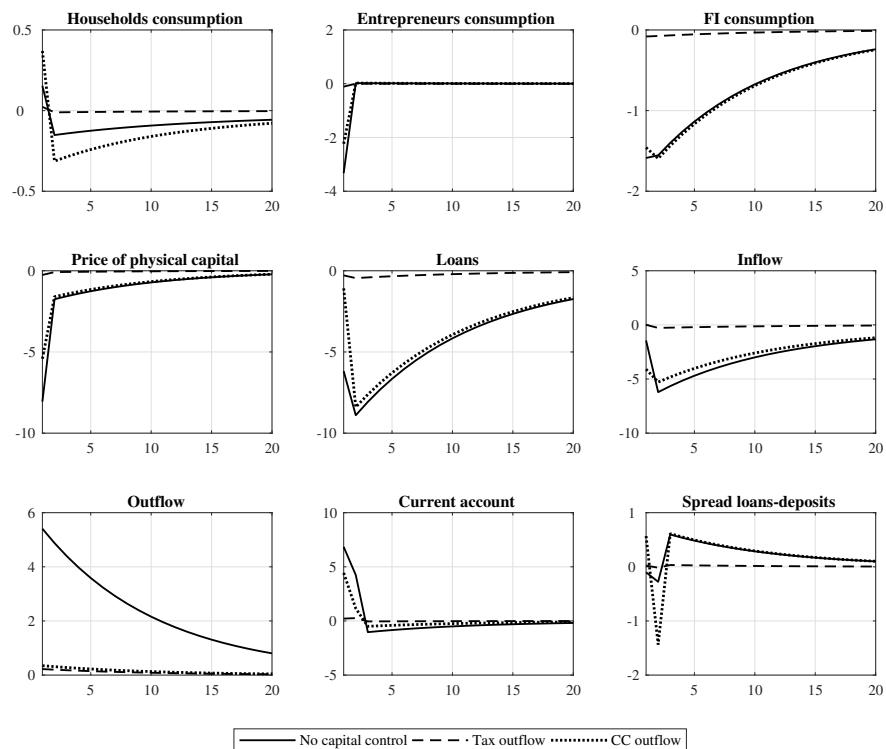 Households consumption
0.5
0
-0.5
5 10 15 20
Entrepreneurs consumption
2
0
-2
-4
5 10 15 20
FI consumption
0
-1
-2
5 10 15 20
Price of physical capital
0
-5
-10
5 10 15 20
Loans
0
-5
-10
5 10 15 20
Inflow
5
0
-5
-10
5 10 15 20
Outflow
6
4
2
0
5 10 15 20
Current account
10
5
0
-5
5 10 15 20
Spread loans-deposits
1
0
-1
-2
5 10 15 20
No capital control Tax outflow CC outflow